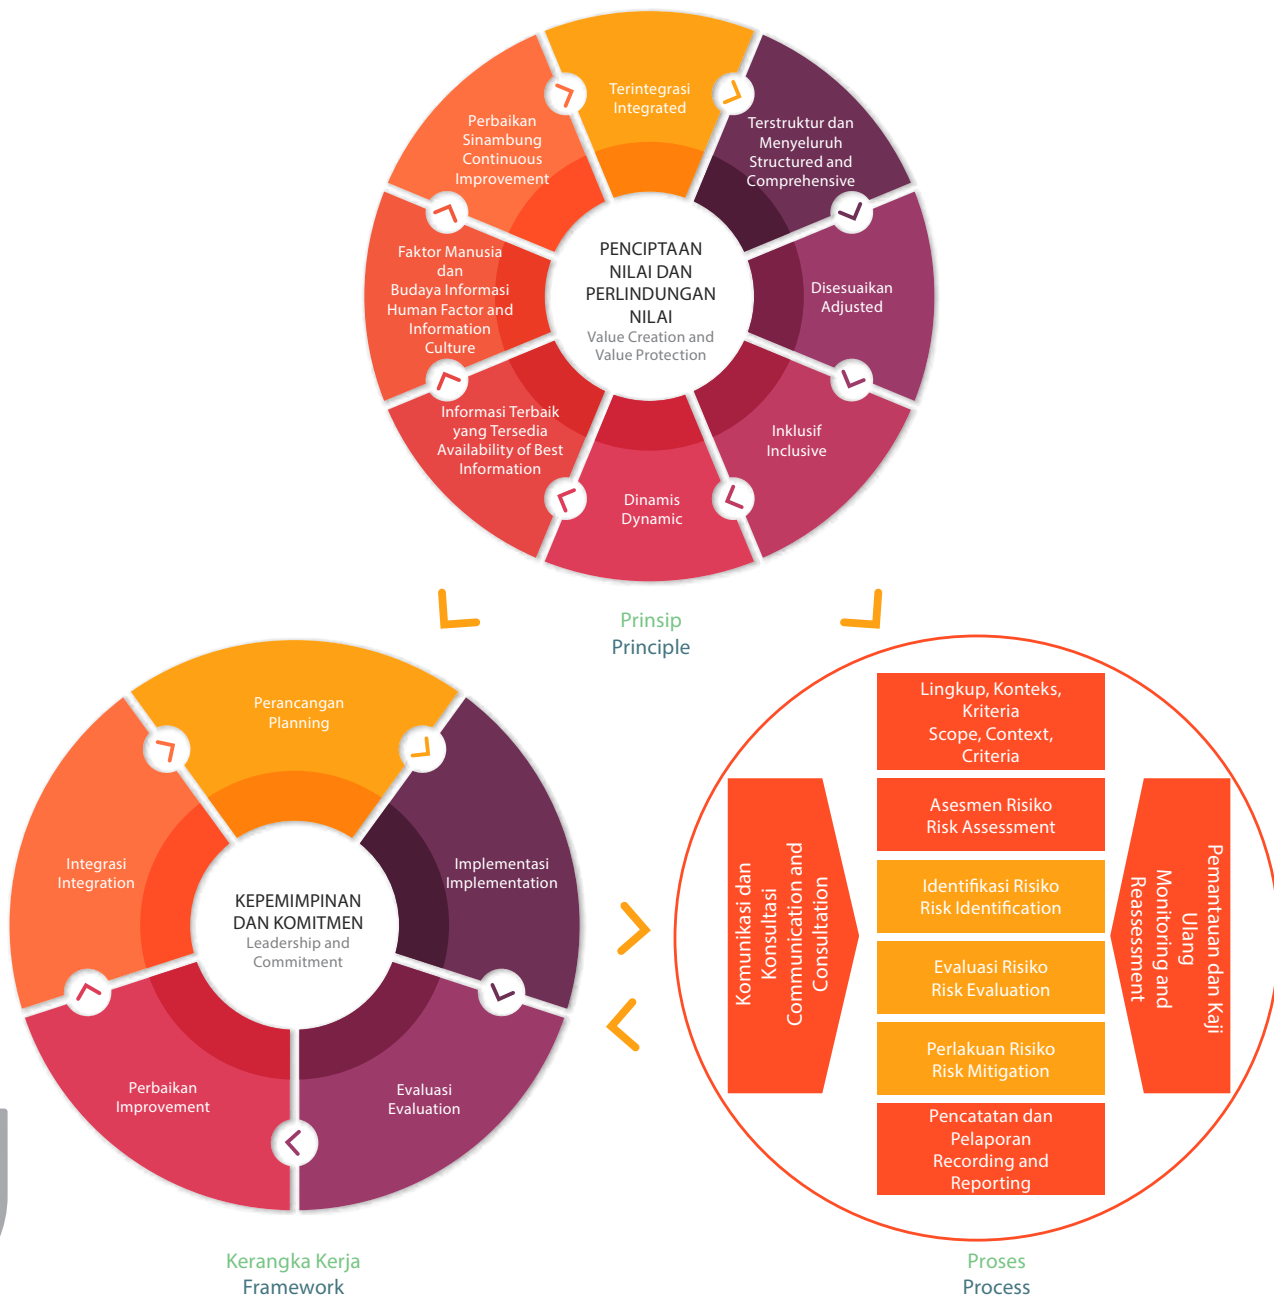 Terintegrasi
Integrated
Terstruktur dan
Menyeluruh
Structured and
Comprehensive
Disesuaikan
Adjusted
Inklusif
Inclusive
Dinamis
Dynamic
Informasi Terbaik
yang Tersedia
Availability of Best
Information
Faktor Manusia
dan
Budaya Informasi
Human Factor and
Information
Culture
Perbaikan
Sinambung
Continuous
Improvement
PENCIPTAAN
NILAI DAN
PERLINDUNGAN
NILAI
Value Creation and
Value Protection
Prinsip
Principle
Perancangan
Planning
Implementasi
Implementation
Evaluasi
Evaluation
Perbaikan
Improvement
Integrasi
Integration
KEPEMIMPINAN
DAN KOMITMEN
Leadership and
Commitment
Kerangka Kerja
Framework
Lingkup, Konteks,
Kriteria
Scope, Context,
Criteria
Asesmen Risiko
Risk Assessment
Identifikasi Risiko
Risk Identification
Evaluasi Risiko
Risk Evaluation
Perlakuan Risiko
Risk Mitigation
Pencatatan dan
Pelaporan
Recording and
Reporting
Komunikasi dan
Konsultasi
Communication and
Consultation
Pemantauan dan Kaji
Ulang
Monitoring and
Reassessment
Proses
Process